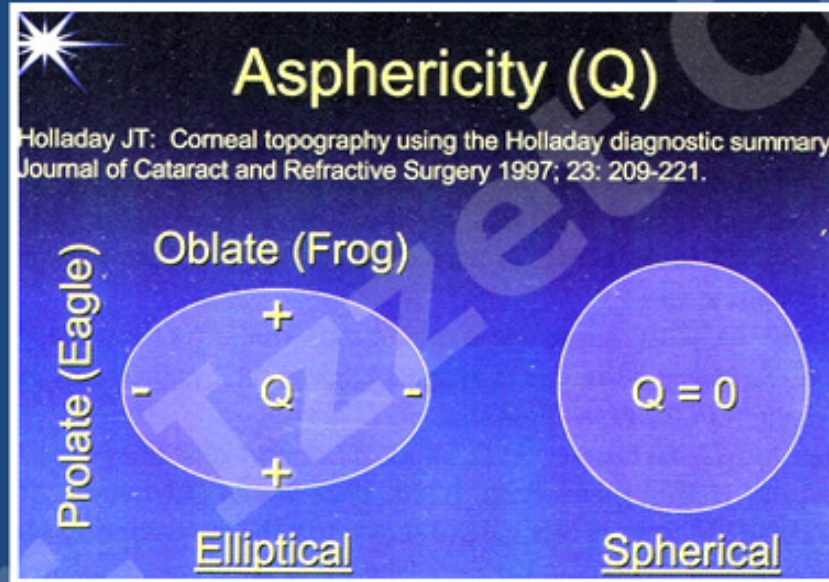 Asphericity (Q)
Holladay JT: Corneal topography using the Holladay diagnostic summary
Journal of Cataract and Refractive Surgery 1997; 23: 209-221.
Oblate (Frog)
Prolate (Eagle)
+
- Q -
+
Q = 0
Elliptical
Spherical